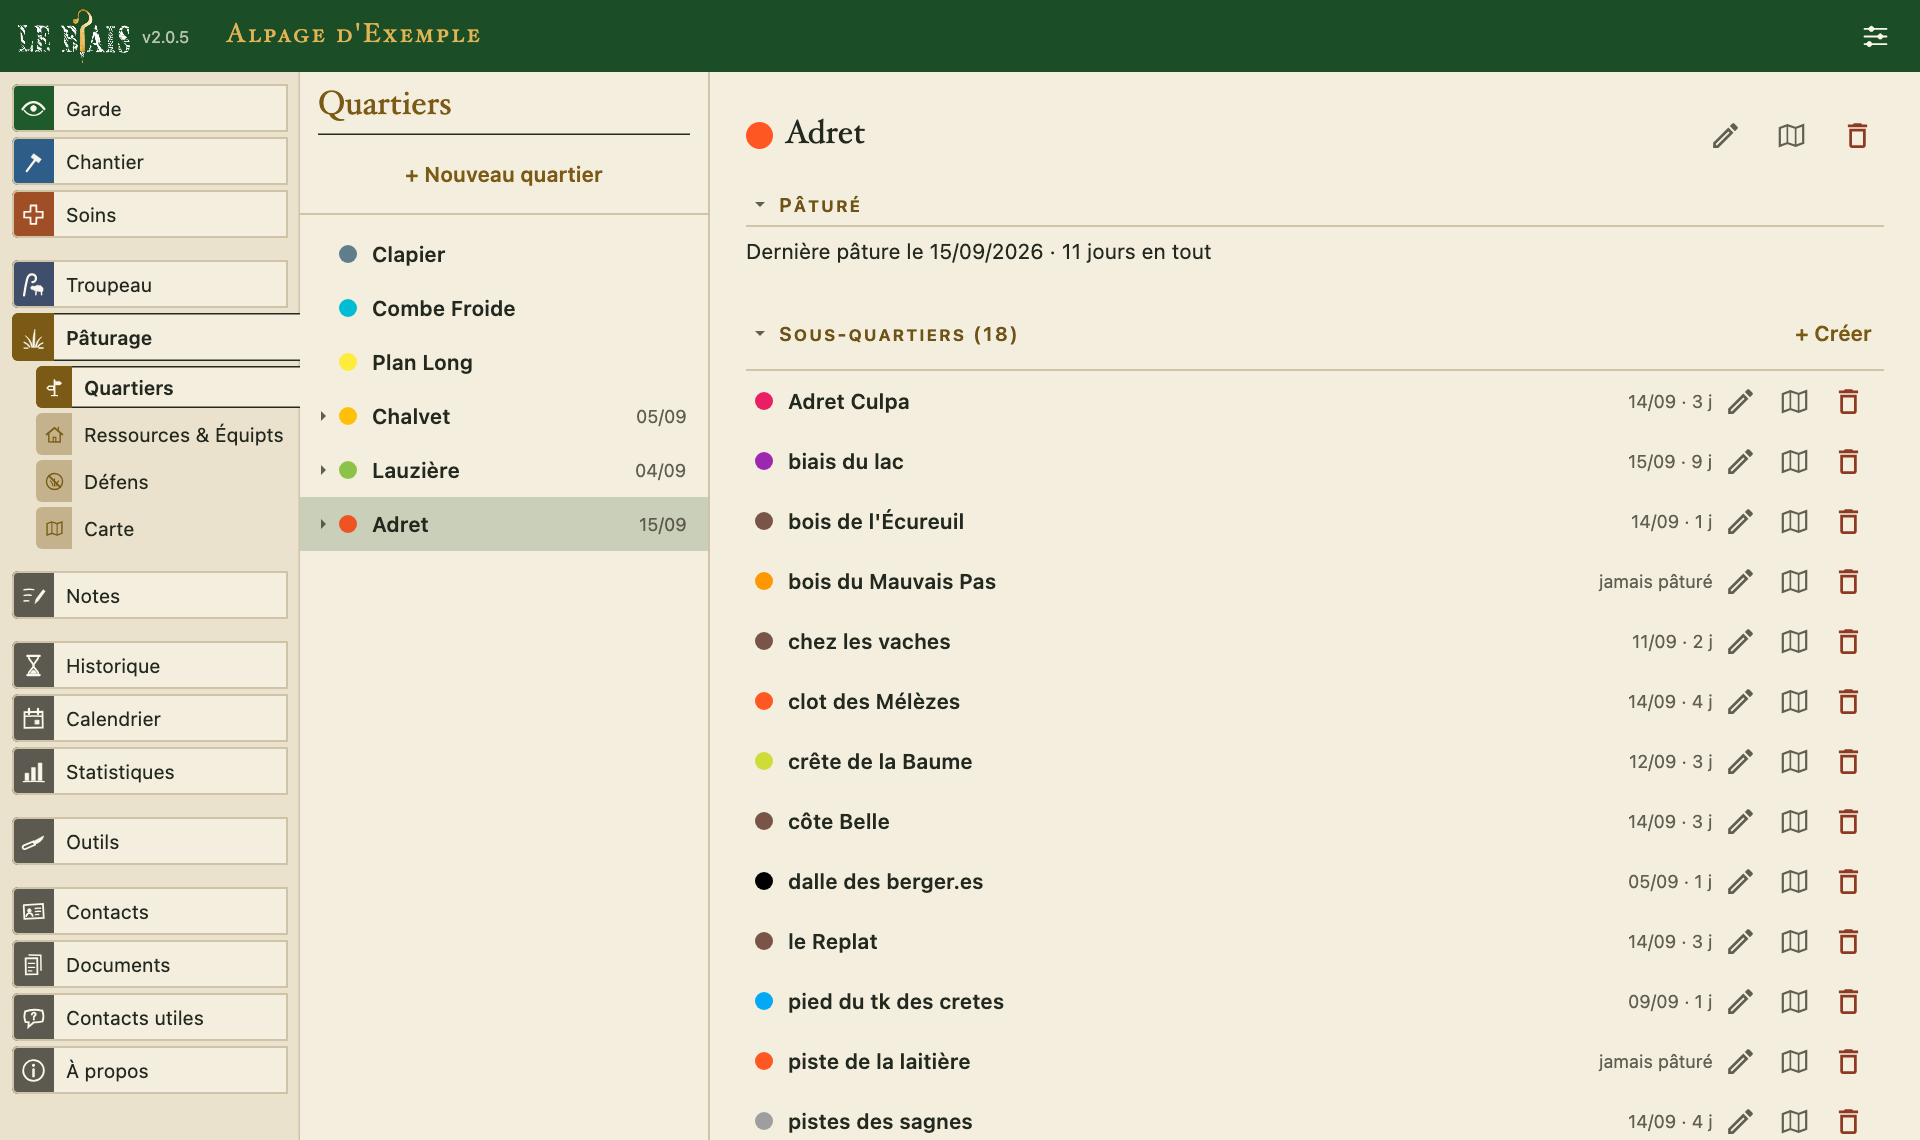 LE BIAIS v2.0.5 Alpage d'Exemple
Garde
Chantier
Soins
Troupeau
Pâturage
Quartiers
Ressources & Équipts
Défens
Carte
Notes
Historique
Calendrier
Statistiques
Outils
Contacts
Documents
Contacts utiles
À propos
Quartiers
+ Nouveau quartier
Clapier
Combe Froide
Plan Long
Chalvet 05/09
Lauzière 04/09
Adret 15/09
Adret
PÂTURÉ
Dernière pâture le 15/09/2026 · 11 jours en tout
SOUS-QUARTIERS (18) + Créer
Adret Culpa 14/09 · 3 j
biais du lac 15/09 · 9 j
bois de l'Écureuil 14/09 · 1 j
bois du Mauvais Pas jamais pâturé
chez les vaches 11/09 · 2 j
clot des Mélèzes 14/09 · 4 j
crête de la Baume 12/09 · 3 j
côte Belle 14/09 · 3 j
dalle des berger.es 05/09 · 1 j
le Replat 14/09 · 3 j
pied du tk des cretes 09/09 · 1 j
piste de la laitière jamais pâturé
pistes des sagnes 14/09 · 4 j